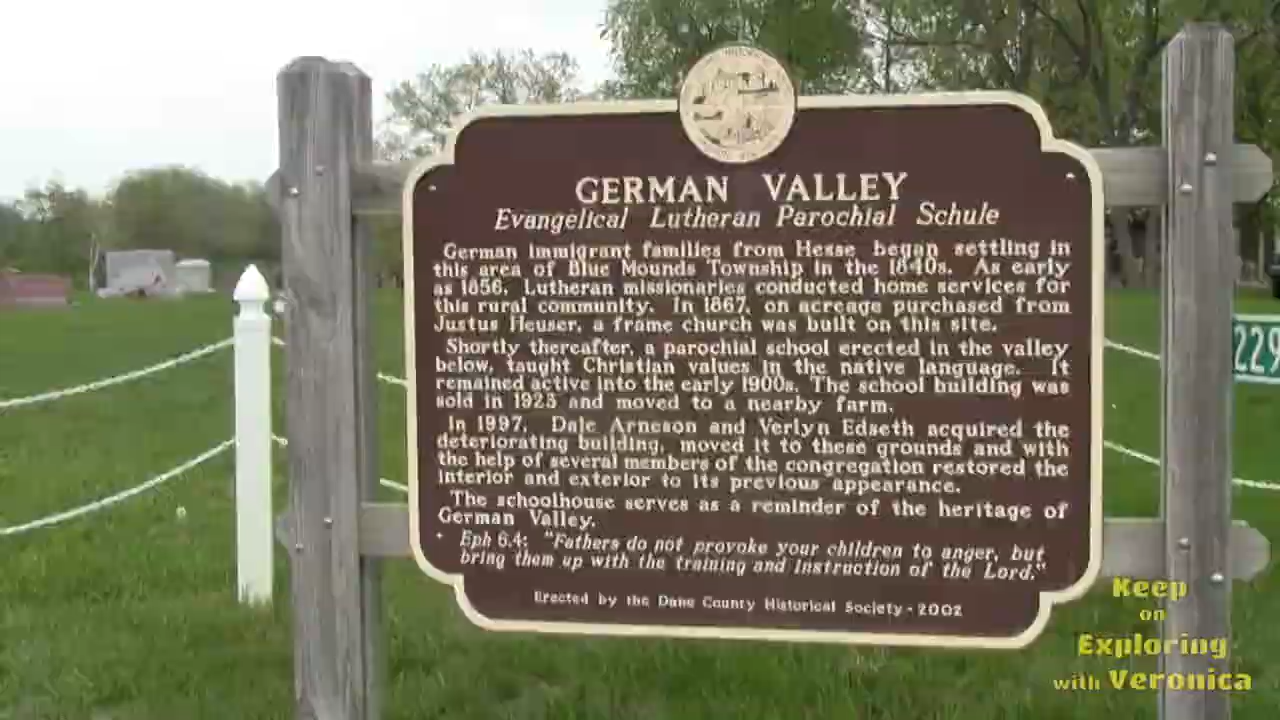 GERMAN VALLEY
Evangelical Lutheran Parochial Schule
German immigrant families from Hesse began settling in
this area of Blue Mounds Township in the 1840s. As early
as 1856, Lutheran missionaries conducted home services for
this rural community. In 1867, on acreage purchased from
Justus Heuser, a frame church was built on this site.
Shortly thereafter, a parochial school erected in the valley
below, taught Christian values in the native language. It
remained active into the early 1900s. The school building was
sold in 1923 and moved to a nearby farm.
In 1997, Dale Arneson and Verlyn Edseth acquired the
deteriorating building, moved it to these grounds and with
the help of several members of the congregation restored the
interior and exterior to its previous appearance.
The schoolhouse serves as a reminder of the heritage of
German Valley.
Eph 6.4: "Fathers do not provoke your children to anger, but
bring them up with the training and instruction of the Lord."
Erected by the Dane County Historical Society - 2002
229
Keep
on
Exploring
with Veronica